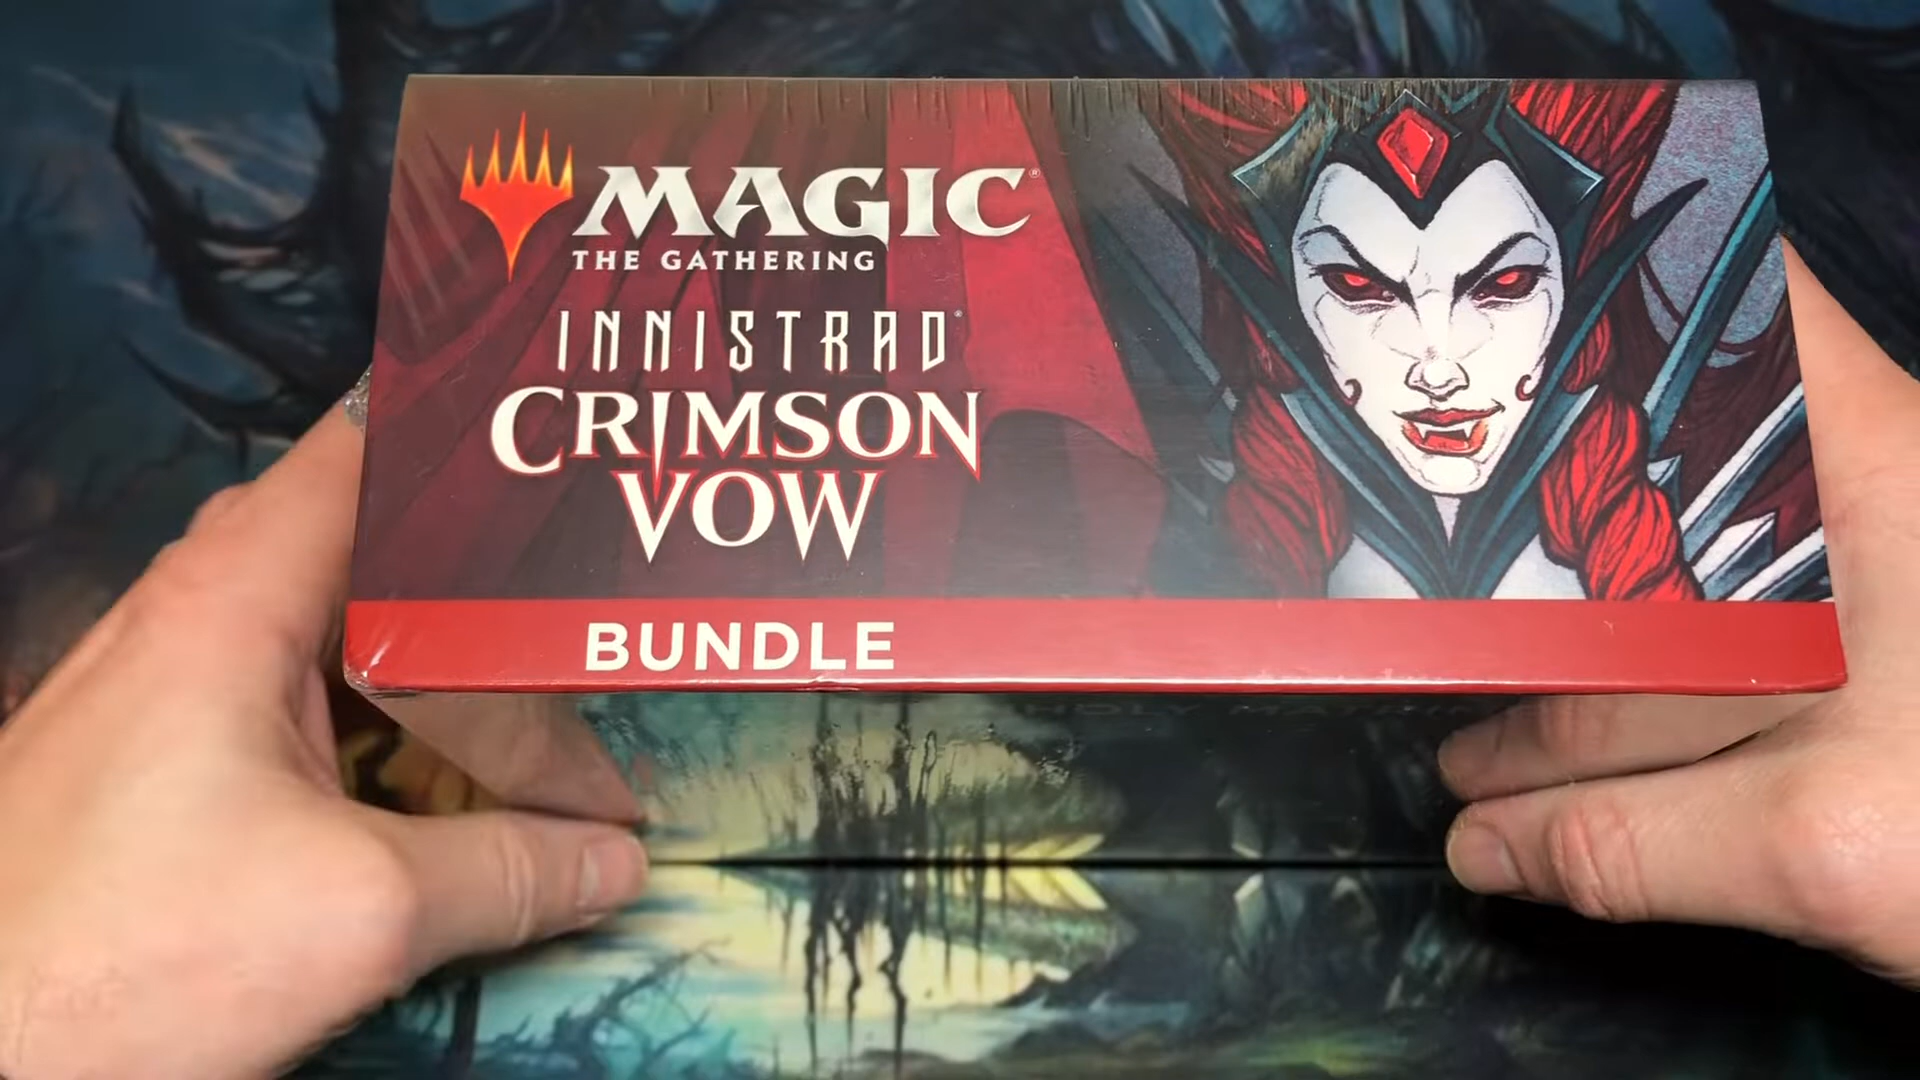 MAGIC
THE GATHERING
INNISTRAD
CRIMSON
VOW
BUNDLE